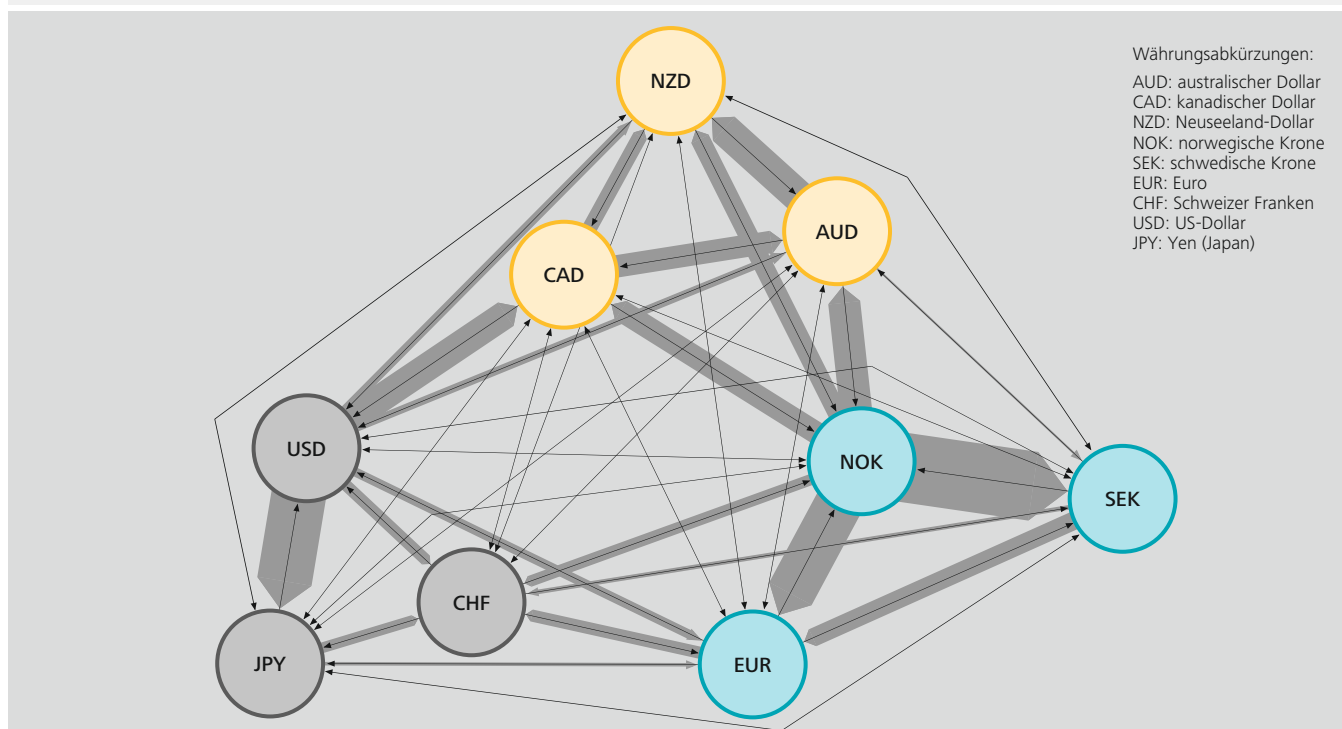 NZD
Währungsabkürzungen:
AUD: australischer Dollar
CAD: kanadischer Dollar
NZD: Neuseeland-Dollar
NOK: norwegische Krone
SEK: schwedische Krone
EUR: Euro
CHF: Schweizer Franken
USD: US-Dollar
JPY: Yen (Japan)
AUD
CAD
USD
NOK
SEK
CHF
JPY
EUR